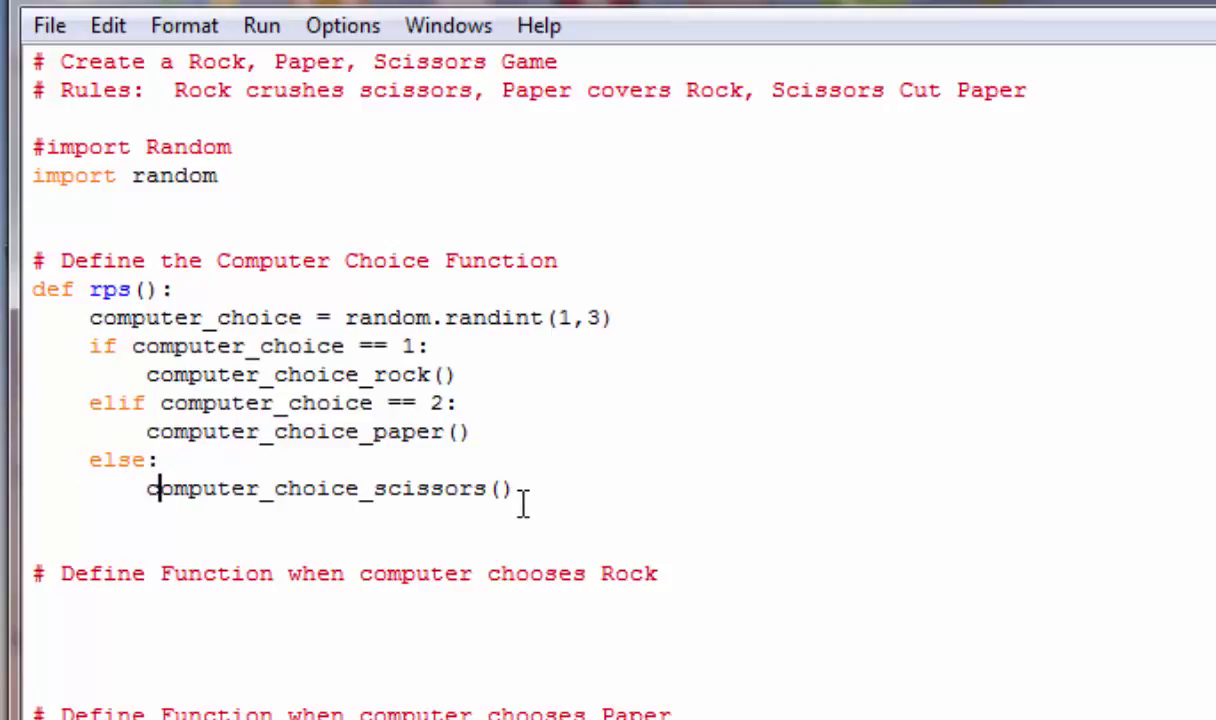 File Edit Format Run Options Windows Help
# Create a Rock, Paper, Scissors Game
# Rules:  Rock crushes scissors, Paper covers Rock, Scissors Cut Paper
#import Random
import random
# Define the Computer Choice Function
def rps():
    computer_choice = random.randint(1,3)
    if computer_choice == 1:
        computer_choice_rock()
    elif computer_choice == 2:
        computer_choice_paper()
    else:
        computer_choice_scissors()
# Define Function when computer chooses Rock
# Define Function when computer chooses Paper